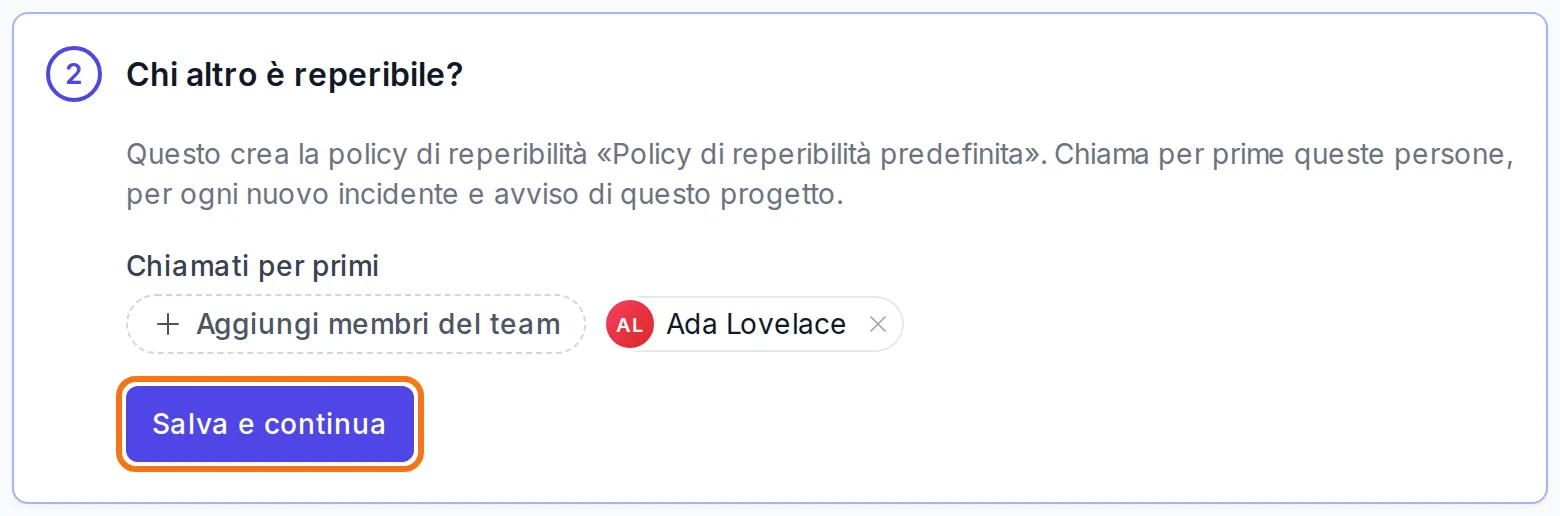 2
Chi altro è reperibile?
Questo crea la policy di reperibilità «Policy di reperibilità predefinita». Chiama per prime queste persone,
per ogni nuovo incidente e avviso di questo progetto.
Chiamati per primi
Aggiungi membri del team
AL Ada Lovelace
Salva e continua